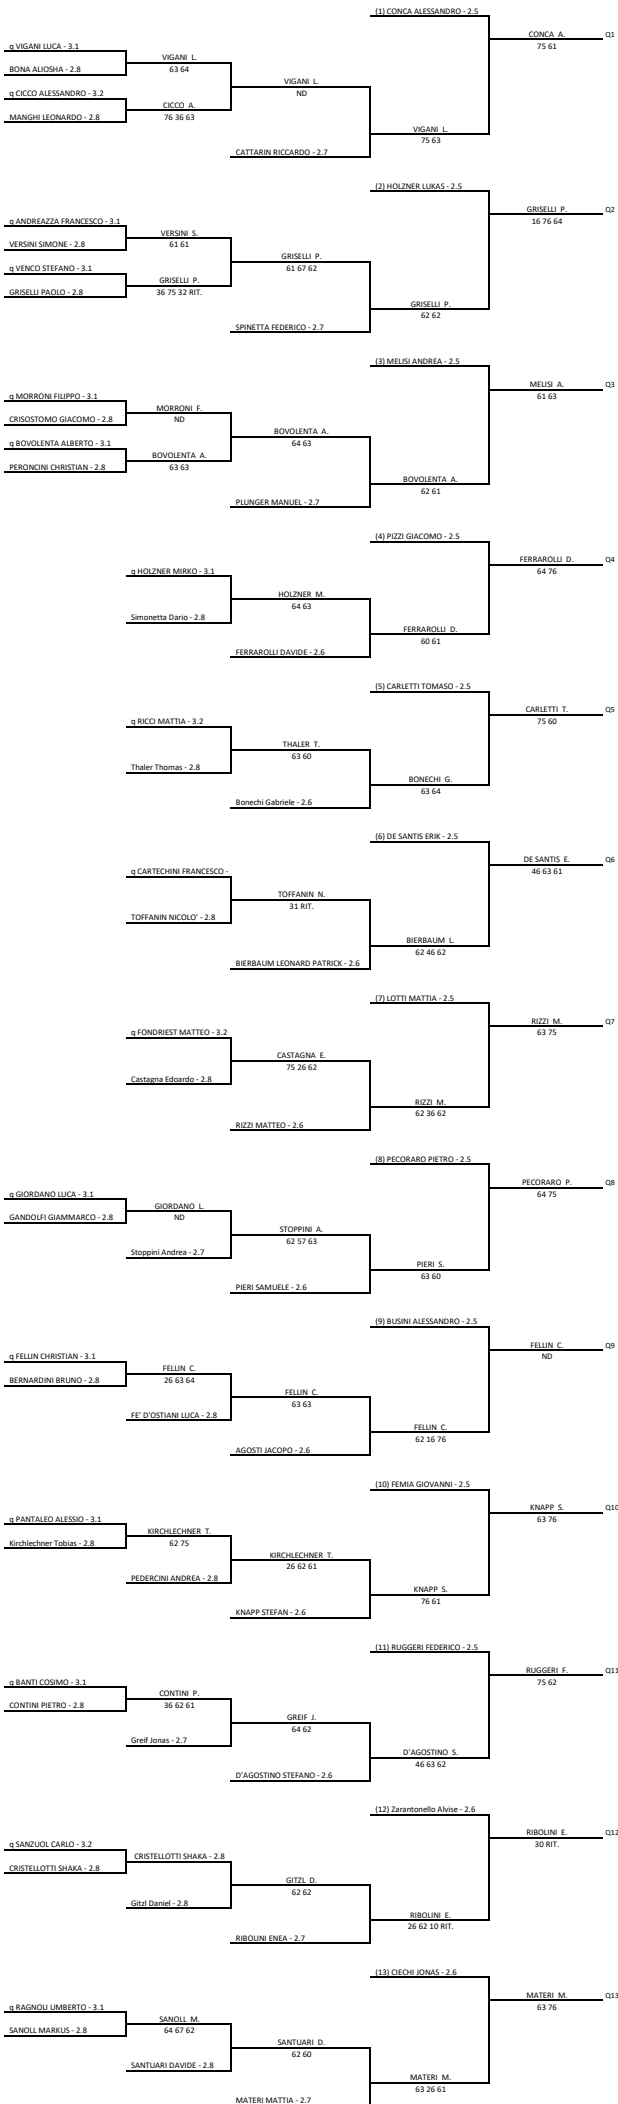 (1) CONCA ALESSANDRO - 2.5
CONCA A.
Q1
75 61
q VIGANI LUCA - 3.1
VIGANI L.
BONA ALIOSHA - 2.8
63 64
VIGANI L.
q CICCO ALESSANDRO - 3.2
ND
CICCO A.
MANGHI LEONARDO - 2.8
76 36 63
VIGANI L.
75 63
CATTARIN RICCARDO - 2.7
(2) HOLZNER LUKAS - 2.5
GRISELLI P.
Q2
16 76 64
q ANDREAZZA FRANCESCO - 3.1
VERSINI S.
VERSINI SIMONE - 2.8
61 61
GRISELLI P.
q VENCO STEFANO - 3.1
61 67 62
GRISELLI P.
GRISELLI PAOLO - 2.8
36 75 32 RIT.
GRISELLI P.
62 62
SPINETTA FEDERICO - 2.7
(3) MELISI ANDREA - 2.5
MELISI A.
Q3
61 63
q MORRONI FILIPPO - 3.1
MORRONI F.
CRISOSTOMO GIACOMO - 2.8
ND
BOVOLENTA A.
q BOVOLENTA ALBERTO - 3.1
64 63
BOVOLENTA A.
PERONCINI CHRISTIAN - 2.8
63 63
BOVOLENTA A.
62 61
PLUNGER MANUEL - 2.7
(4) PIZZI GIACOMO - 2.5
FERRAROLLI D.
Q4
64 76
q HOLZNER MIRKO - 3.1
HOLZNER M.
64 63
Simonetta Dario - 2.8
FERRAROLLI D.
60 61
FERRAROLLI DAVIDE - 2.6
(5) CARLETTI TOMASO - 2.5
CARLETTI T.
Q5
75 60
q RICCI MATTIA - 3.2
THALER T.
63 60
Thaler Thomas - 2.8
BONECHI G.
63 64
Bonechi Gabriele - 2.6
(6) DE SANTIS ERIK - 2.5
DE SANTIS E.
Q6
46 63 61
q CARTECHINI FRANCESCO -
TOFFANIN N.
31 RIT.
TOFFANIN NICOLO' - 2.8
BIERBAUM L.
62 46 62
BIERBAUM LEONARD PATRICK - 2.6
(7) LOTTI MATTIA - 2.5
RIZZI M.
Q7
63 75
q FONDRIEST MATTEO - 3.2
CASTAGNA E.
75 26 62
Castagna Edoardo - 2.8
RIZZI M.
62 36 62
RIZZI MATTEO - 2.6
(8) PECORARO PIETRO - 2.5
PECORARO P.
Q8
64 75
q GIORDANO LUCA - 3.1
GIORDANO L.
GANDOLFI GIAMMARCO - 2.8
ND
STOPPINI A.
62 57 63
Stoppini Andrea - 2.7
PIERI S.
63 60
PIERI SAMUELE - 2.6
(9) BUSINI ALESSANDRO - 2.5
FELLIN C.
Q9
ND
q FELLIN CHRISTIAN - 3.1
FELLIN C.
BERNARDINI BRUNO - 2.8
26 63 64
FELLIN C.
63 63
FE' D'OSTIANI LUCA - 2.8
FELLIN C.
62 16 76
AGOSTI JACOPO - 2.6
(10) FEMIA GIOVANNI - 2.5
KNAPP S.
Q10
63 76
q PANTALEO ALESSIO - 3.1
KIRCHLECHNER T.
Kirchlechner Tobias - 2.8
62 75
KIRCHLECHNER T.
26 62 61
PEDERCINI ANDREA - 2.8
KNAPP S.
76 61
KNAPP STEFAN - 2.6
(11) RUGGERI FEDERICO - 2.5
RUGGERI F.
Q11
75 62
q BANTI COSIMO - 3.1
CONTINI P.
CONTINI PIETRO - 2.8
36 62 61
GREIF J.
64 62
Greif Jonas - 2.7
D'AGOSTINO S.
46 63 62
D'AGOSTINO STEFANO - 2.6
(12) Zarantonello Alvise - 2.6
RIBOLINI E.
Q12
30 RIT.
q SANZUOL CARLO - 3.2
CRISTELLOTTI SHAKA - 2.8
CRISTELLOTTI SHAKA - 2.8
GITZL D.
62 62
Gitzl Daniel - 2.8
RIBOLINI E.
26 62 10 RIT.
RIBOLINI ENEA - 2.7
(13) CIECHI JONAS - 2.6
MATERI M.
Q13
63 76
q RAGNOLI UMBERTO - 3.1
SANOLL M.
SANOLL MARKUS - 2.8
64 67 62
SANTUARI D.
62 60
SANTUARI DAVIDE - 2.8
MATERI M.
63 26 61
MATERI MATTIA - 2.7